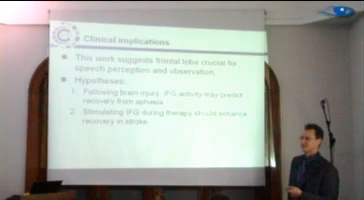 Clinical implications
This work suggests frontal lobe crucial for
speech perception and observation
Hypotheses:
1. Following brain injury, IFG activity may predict
recovery from aphasia
2. Stimulating IFG during therapy should enhance
recovery in stroke.